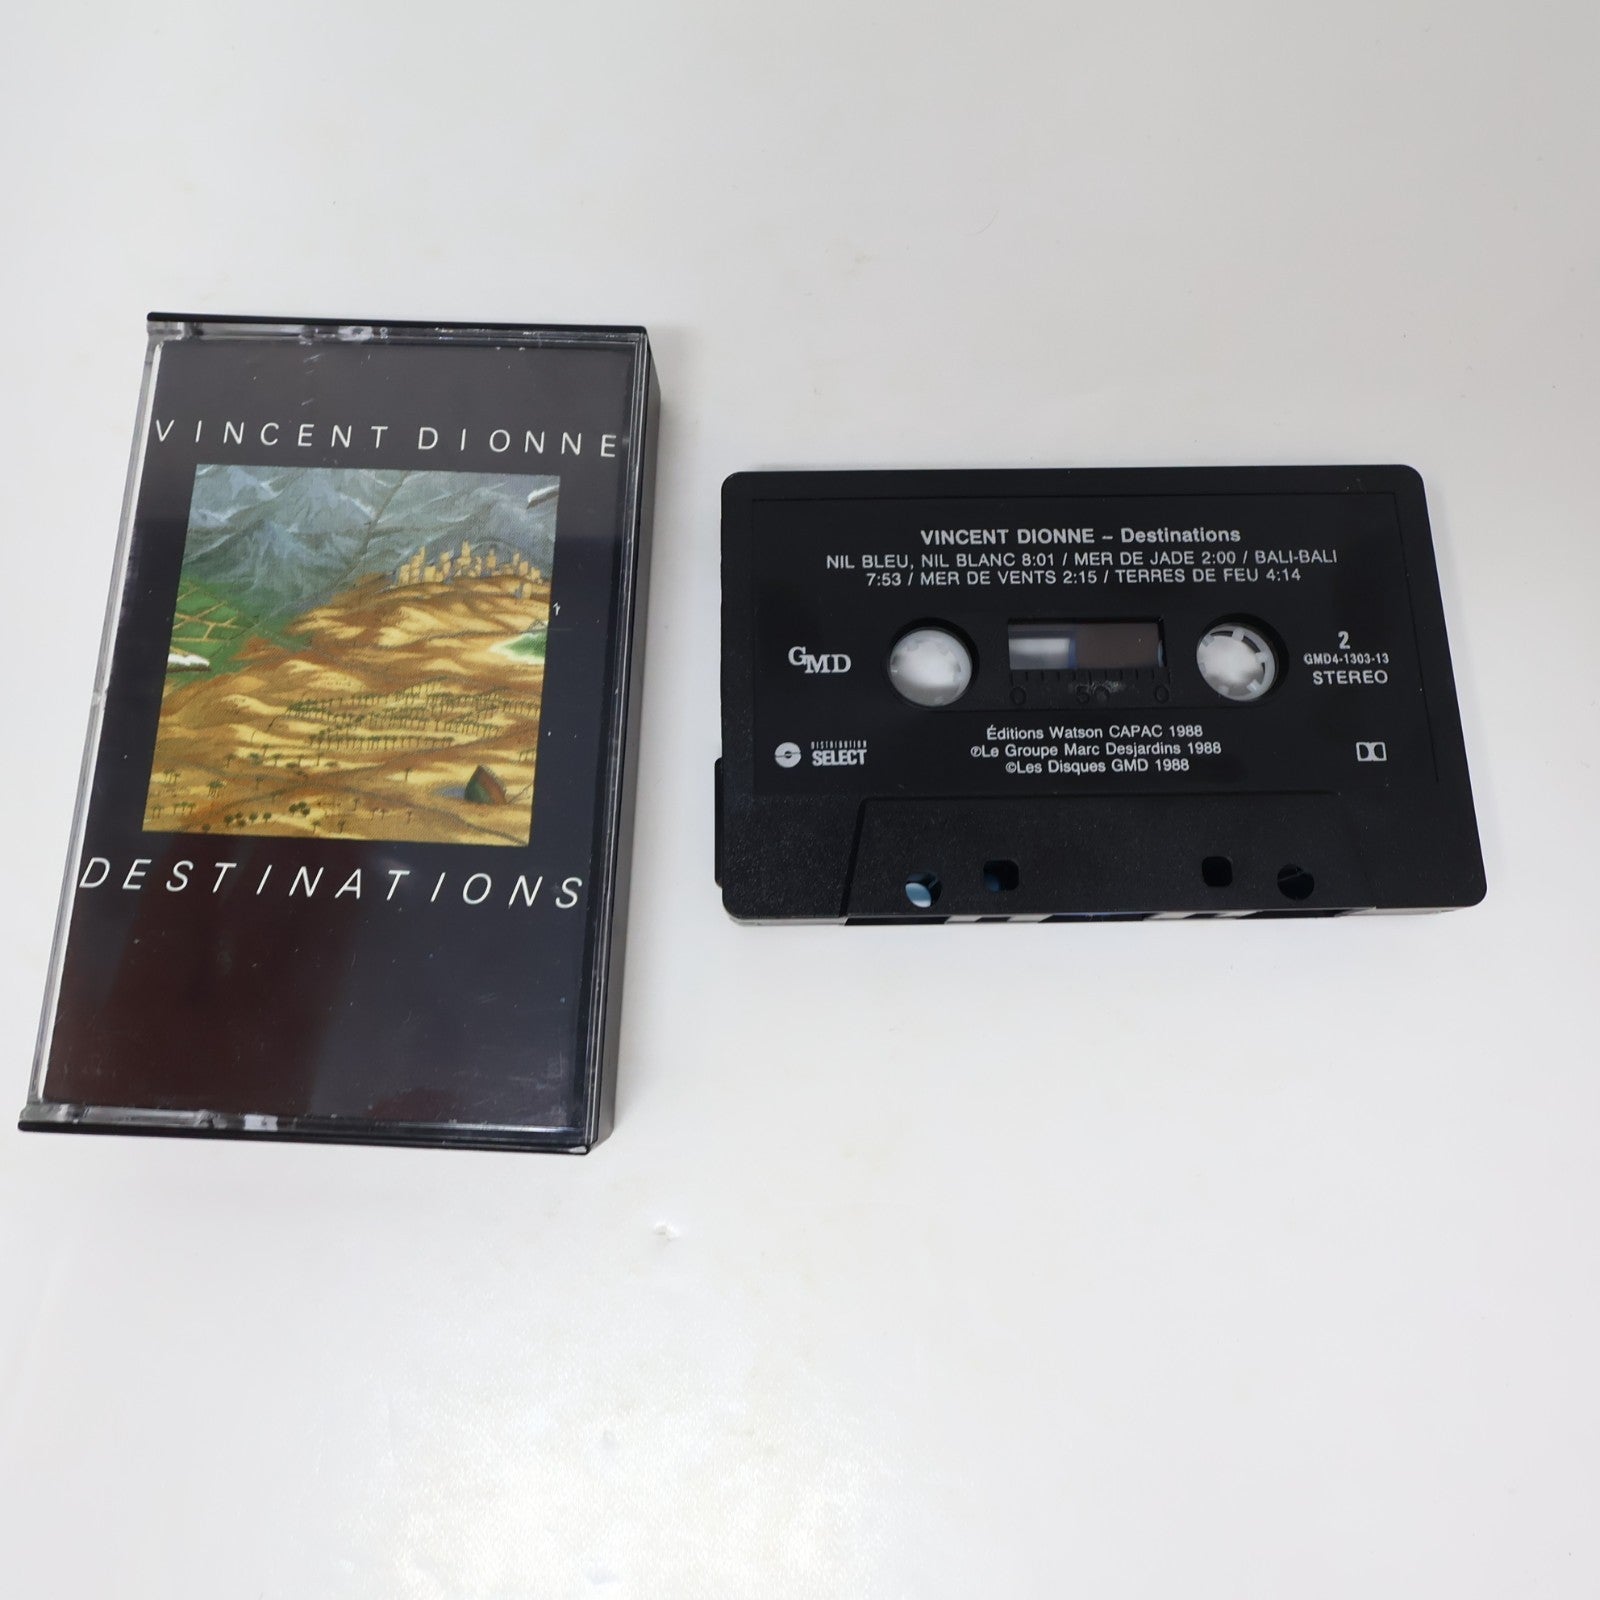 VINCENT DIONNE
DESTINATIONS
VINCENT DIONNE – Destinations
NIL BLEU, NIL BLANC 8:01 / MER DE JADE 2:00 / BALI-BALI
7:53 / MER DE VENTS 2:15 / TERRES DE FEU 4:14
GMD
2
GMD4-1303-13
STEREO
50
0
Éditions Watson CAPAC 1988
℗Le Groupe Marc Desjardins 1988
©Les Disques GMD 1988
DISTRIBUTION
SELECT